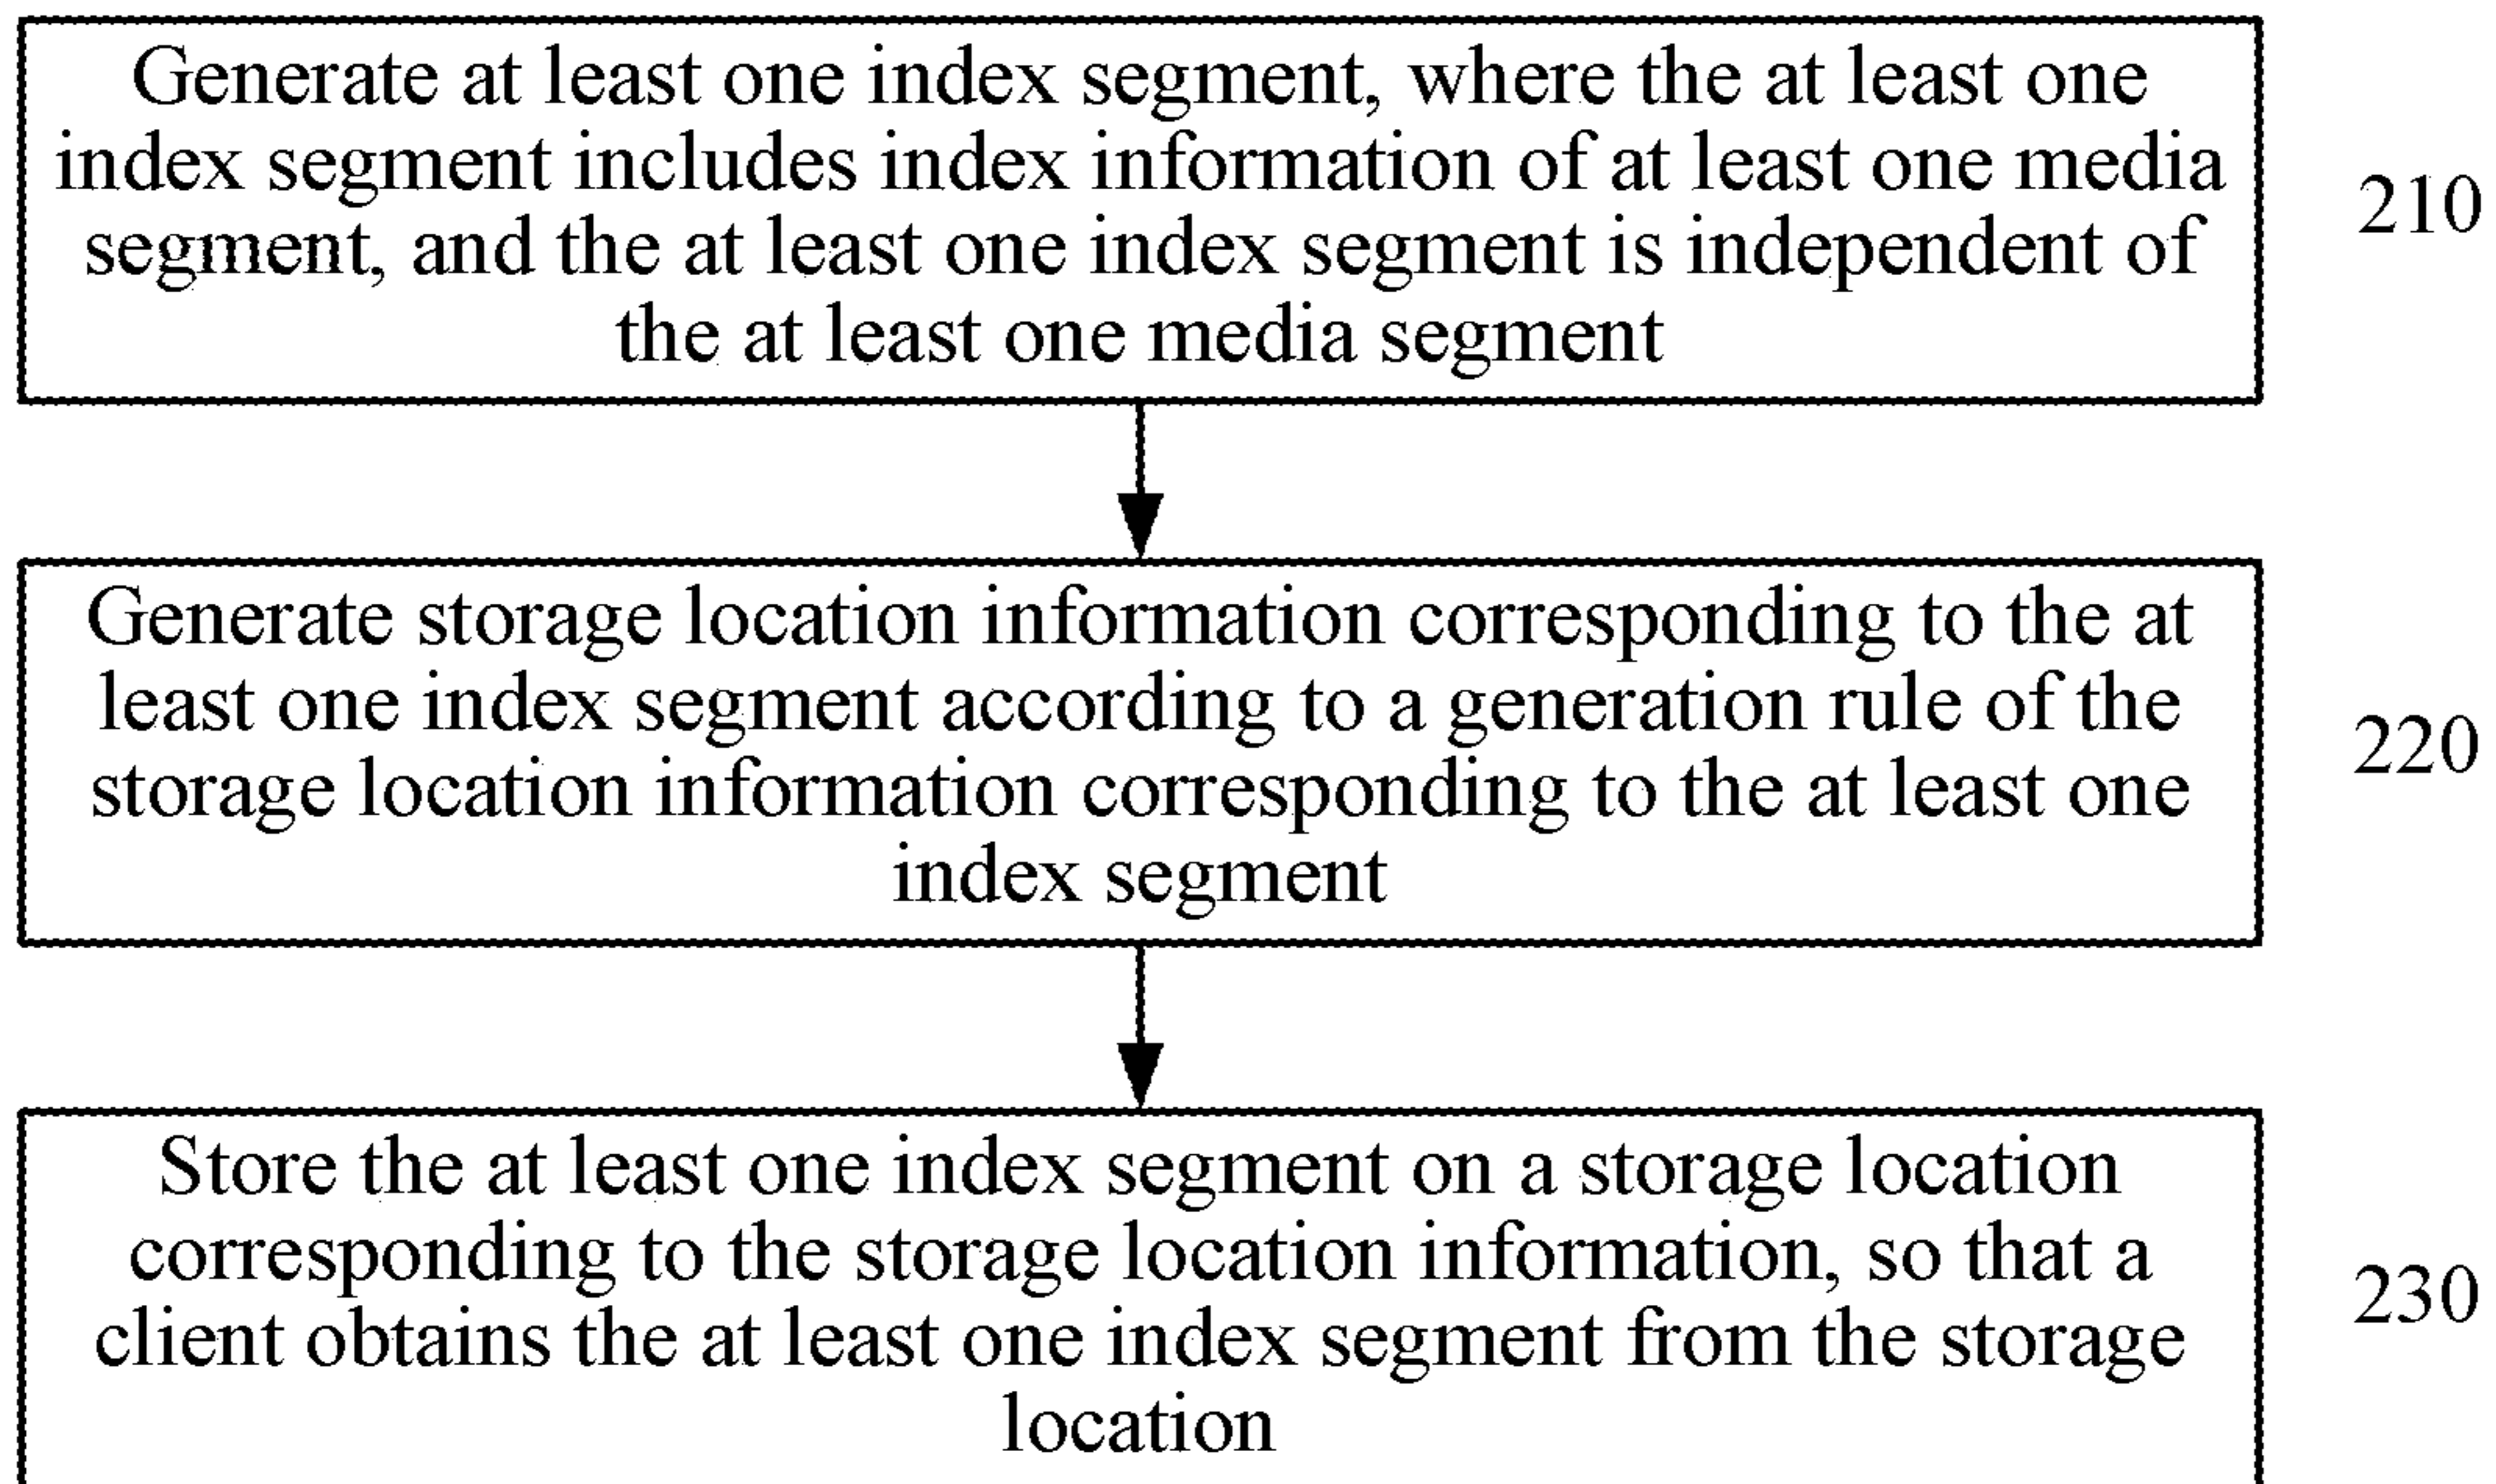 Generate at least one index segment, where the at least one
index segment includes index information of at least one media
segment, and the at least one index segment is independent of
the at least one media segment
210
Generate storage location information corresponding to the at
least one index segment according to a generation rule of the
storage location information corresponding to the at least one
index segment
220
Store the at least one index segment on a storage location
corresponding to the storage location information, so that a
client obtains the at least one index segment from the storage
location
230